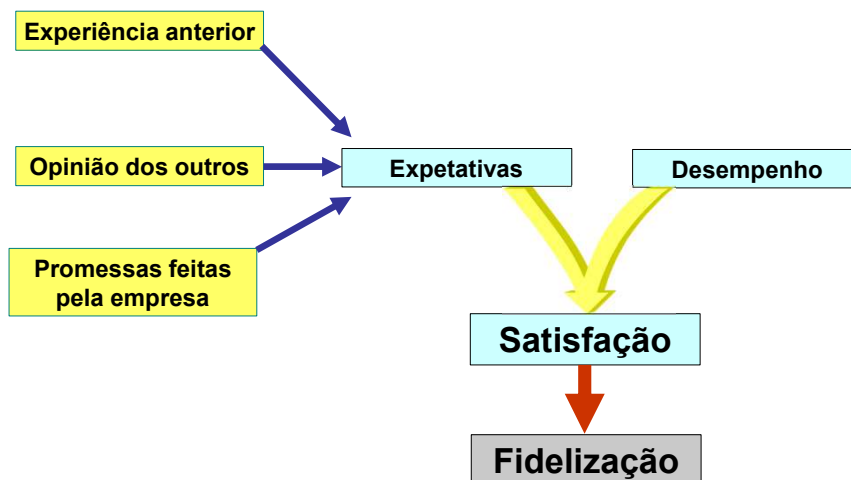 Experiência anterior
Opinião dos outros
Expetativas
Desempenho
Promessas feitas
pela empresa
Satisfação
Fidelização